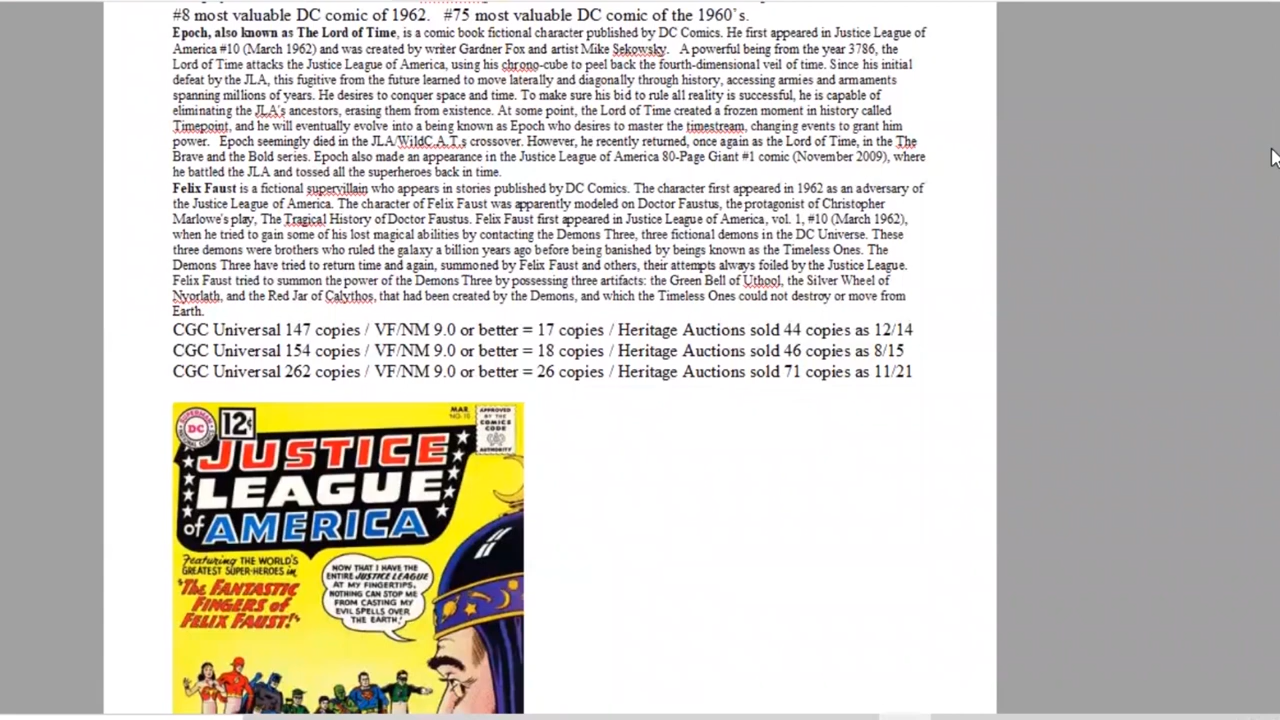 #8 most valuable DC comic of 1962.   #75 most valuable DC comic of the 1960's.
Epoch, also known as The Lord of Time, is a comic book fictional character published by DC Comics. He first appeared in Justice League of
America #10 (March 1962) and was created by writer Gardner Fox and artist Mike Sekowsky.   A powerful being from the year 3786, the
Lord of Time attacks the Justice League of America, using his chrono-cube to peel back the fourth-dimensional veil of time. Since his initial
defeat by the JLA, this fugitive from the future learned to move laterally and diagonally through history, accessing armies and armaments
spanning millions of years. He desires to conquer space and time. To make sure his bid to rule all reality is successful, he is capable of
eliminating the JLA's ancestors, erasing them from existence. At some point, the Lord of Time created a frozen moment in history called
Timepoint, and he will eventually evolve into a being known as Epoch who desires to master the timestream, changing events to grant him
power.   Epoch seemingly died in the JLA/WildC.A.T.s crossover. However, he recently returned, once again as the Lord of Time, in the The
Brave and the Bold series. Epoch also made an appearance in the Justice League of America 80-Page Giant #1 comic (November 2009), where
he battled the JLA and tossed all the superheroes back in time.
Felix Faust is a fictional supervillain who appears in stories published by DC Comics. The character first appeared in 1962 as an adversary of
the Justice League of America. The character of Felix Faust was apparently modeled on Doctor Faustus, the protagonist of Christopher
Marlowe's play, The Tragical History of Doctor Faustus. Felix Faust first appeared in Justice League of America, vol. 1, #10 (March 1962),
when he tried to gain some of his lost magical abilities by contacting the Demons Three, three fictional demons in the DC Universe. These
three demons were brothers who ruled the galaxy a billion years ago before being banished by beings known as the Timeless Ones. The
Demons Three have tried to return time and again, summoned by Felix Faust and others, their attempts always foiled by the Justice League.
Felix Faust tried to summon the power of the Demons Three by possessing three artifacts: the Green Bell of Uthool, the Silver Wheel of
Nyorlath, and the Red Jar of Calythos, that had been created by the Demons, and which the Timeless Ones could not destroy or move from
Earth.
CGC Universal 147 copies / VF/NM 9.0 or better = 17 copies / Heritage Auctions sold 44 copies as 12/14
CGC Universal 154 copies / VF/NM 9.0 or better = 18 copies / Heritage Auctions sold 46 copies as 8/15
CGC Universal 262 copies / VF/NM 9.0 or better = 26 copies / Heritage Auctions sold 71 copies as 11/21
SUPERMAN
DC
12¢
MAR.
NO. 10
APPROVED
BY THE
COMICS
CODE
AUTHORITY
JUSTICE
LEAGUE
of AMERICA
Featuring THE WORLD'S
GREATEST SUPER-HEROES in
"The FANTASTIC
FINGERS of
FELIX FAUST!"
NOW THAT I HAVE THE
ENTIRE JUSTICE LEAGUE
AT MY FINGERTIPS,
NOTHING CAN STOP ME
FROM CASTING MY
EVIL SPELLS OVER
THE EARTH!